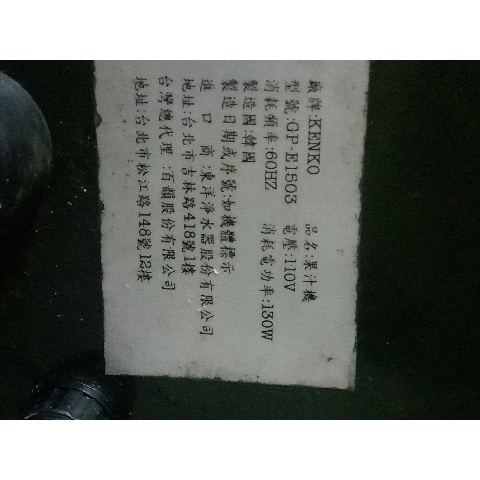 廠牌:KENKO 品名:果汁機
型號:GP-E1503 電壓:110V
消耗頻率:60HZ 消耗電功率:130W
製造國:韓國
製造日期或序號:如機體標示
進口商:東洋淨水器股份有限公司
地址:台北市吉林路418號1樓
台灣總代理:百韻股份有限公司
地址:台北市松江路148號12樓